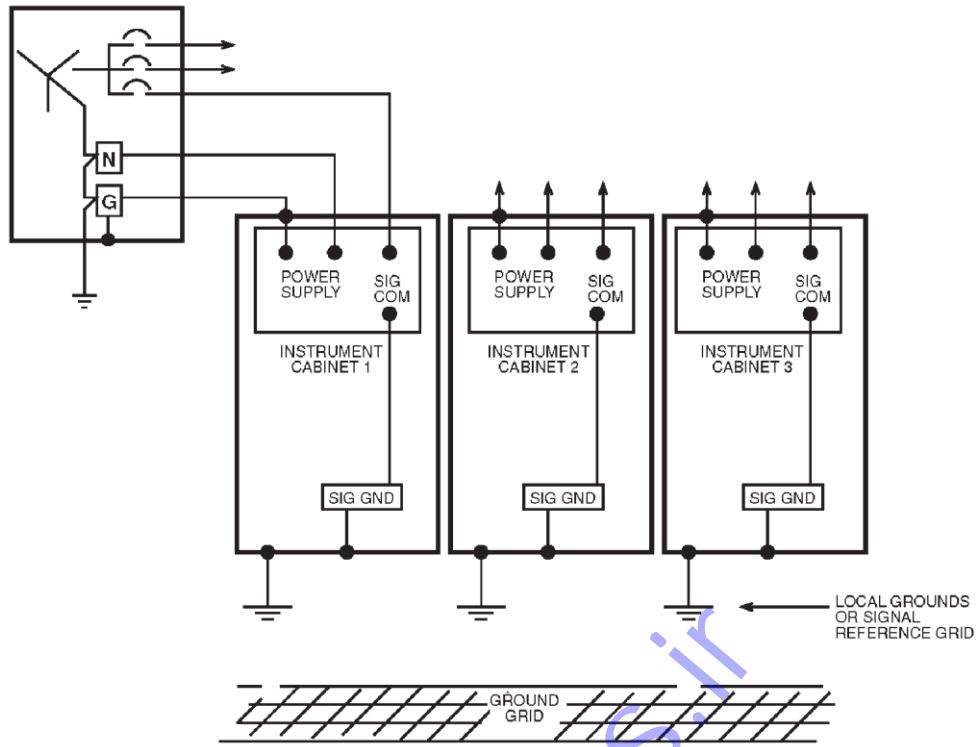 N
G
POWER
SUPPLY
SIG
COM
INSTRUMENT
CABINET 1
SIG GND
POWER
SUPPLY
SIG
COM
INSTRUMENT
CABINET 2
SIG GND
POWER
SUPPLY
SIG
COM
INSTRUMENT
CABINET 3
SIG GND
LOCAL GROUNDS
OR SIGNAL
REFERENCE GRID
GROUND
GRID
s.ir